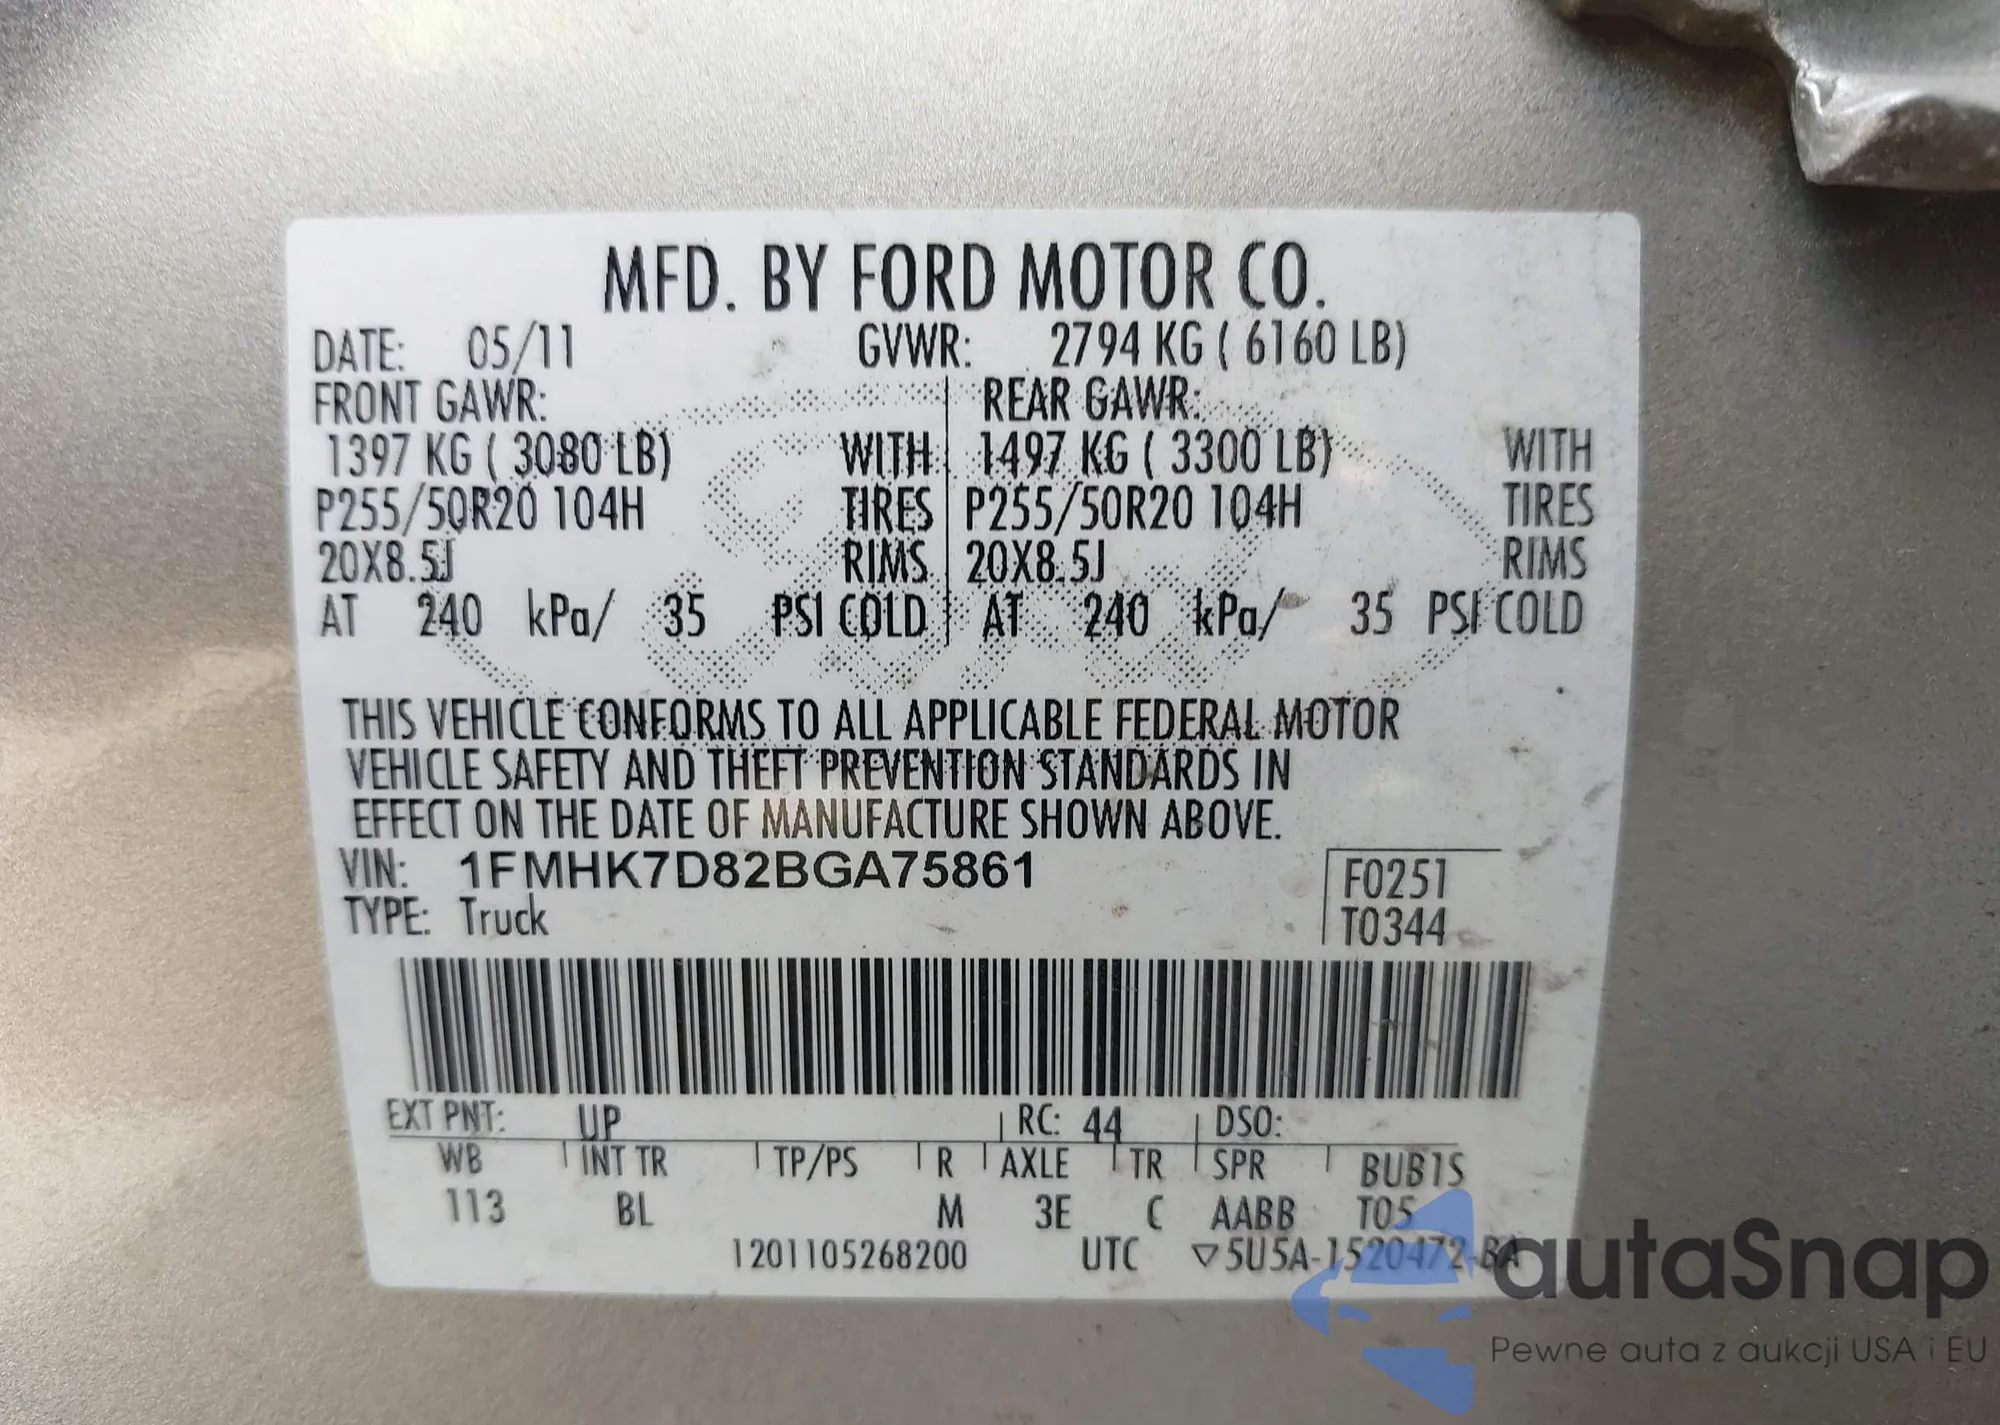 MFD. BY FORD MOTOR CO.
DATE: 05/11 GVWR: 2794 KG ( 6160 LB)
FRONT GAWR: REAR GAWR:
1397 KG ( 3080 LB) WITH 1497 KG ( 3300 LB) WITH
P255/50R20 104H TIRES P255/50R20 104H TIRES
20X8.5J RIMS 20X8.5J RIMS
AT 240 kPa/ 35 PSI COLD AT 240 kPa/ 35 PSI COLD
THIS VEHICLE CONFORMS TO ALL APPLICABLE FEDERAL MOTOR
VEHICLE SAFETY AND THEFT PREVENTION STANDARDS IN
EFFECT ON THE DATE OF MANUFACTURE SHOWN ABOVE.
VIN: 1FMHK7D82BGA75861 F0251
TYPE: Truck T0344
EXT PNT: UP RC: 44 DSO:
WB INT TR TP/PS R AXLE TR SPR BUB1S
113 BL M 3E C AABB T05
1201105268200 UTC ▽5U5A-1520472-BA
autaSnap
Pewne auta z aukcji USA i EU